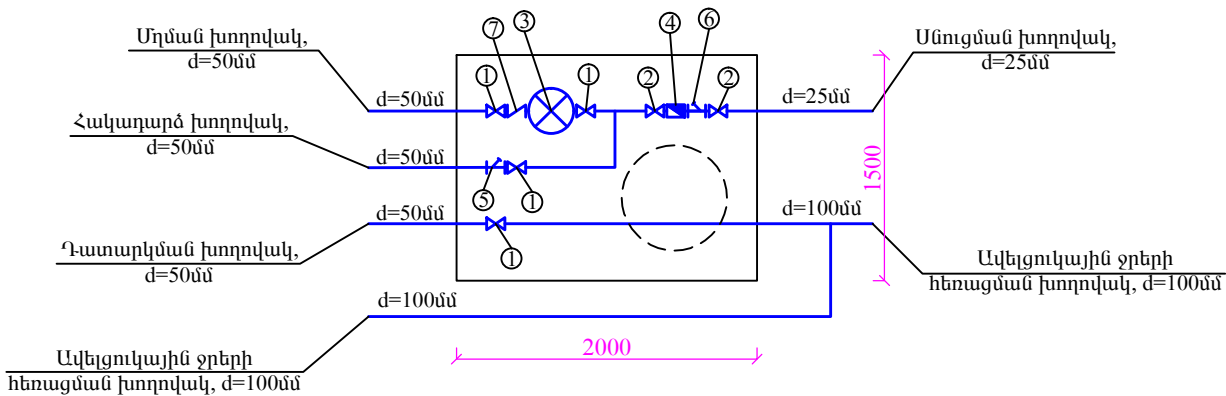 Մղման խողովակ,
d=50մմ
Հակադարձ խողովակ,
d=50մմ
Դատարկման խողովակ,
d=50մմ
Ավելցուկային ջրերի
հեռացման խողովակ, d=100մմ
d=50մմ
d=50մմ
d=50մմ
d=100մմ
1
7
3
1
2
4
6
2
5
1
1
d=25մմ
d=100մմ
Սնուցման խողովակ,
d=25մմ
1500
2000
Ավելցուկային ջրերի
հեռացման խողովակ, d=100մմ